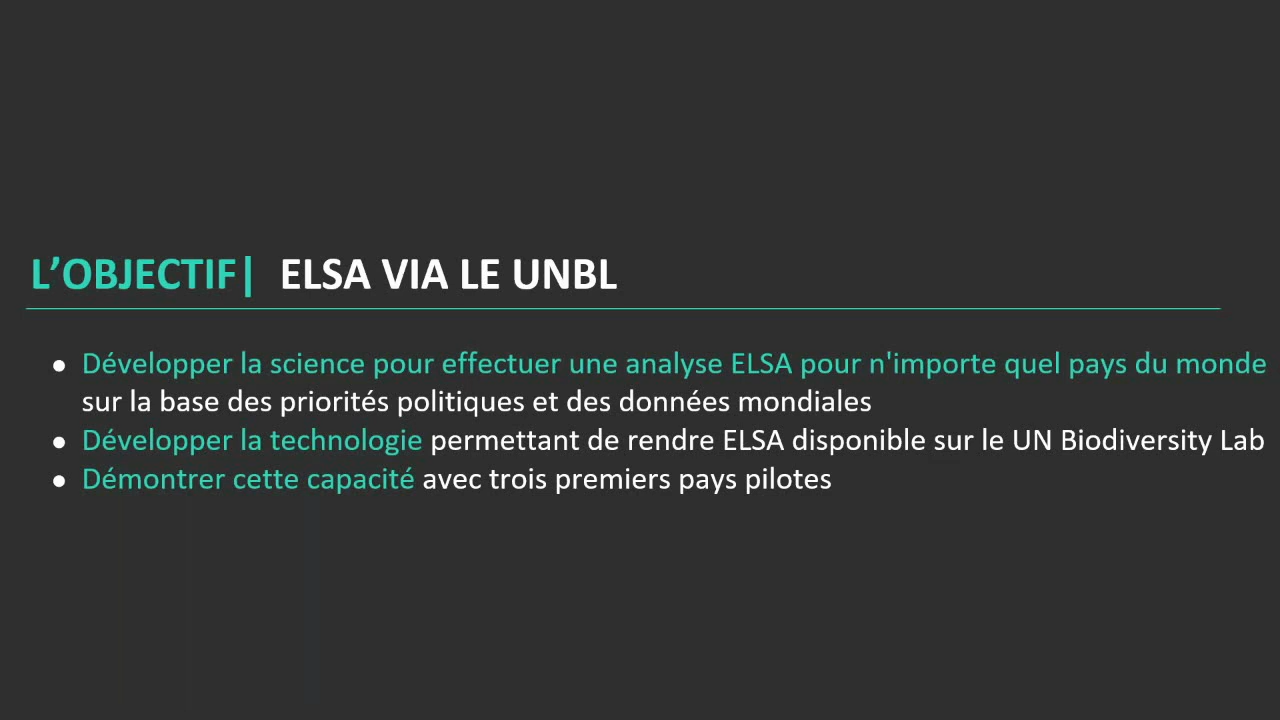 L’OBJECTIF| ELSA VIA LE UNBL
● Développer la science pour effectuer une analyse ELSA pour n'importe quel pays du monde
sur la base des priorités politiques et des données mondiales
● Développer la technologie permettant de rendre ELSA disponible sur le UN Biodiversity Lab
● Démontrer cette capacité avec trois premiers pays pilotes